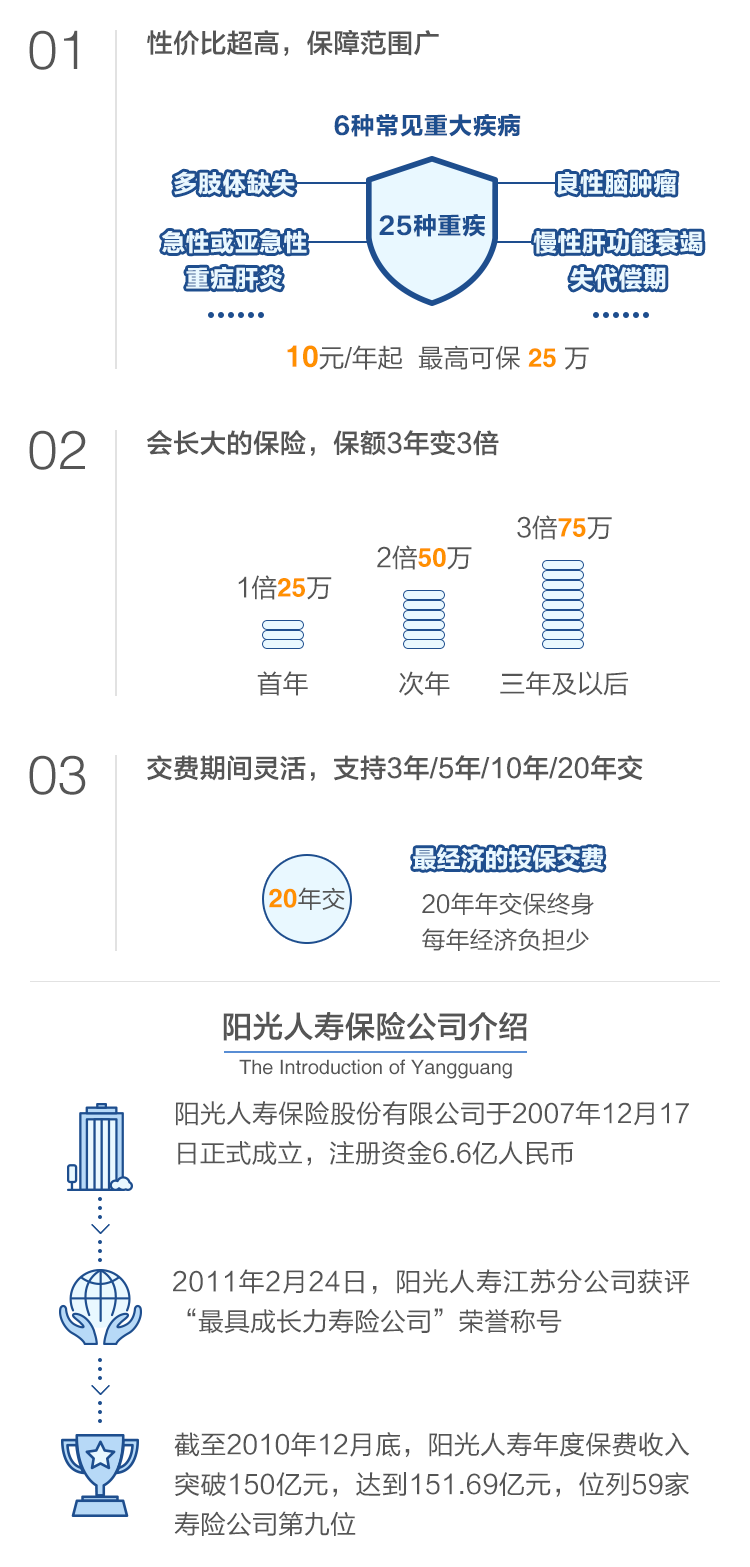 01
性价比超高，保障范围广
6种常见重大疾病
多肢体缺失
良性脑肿瘤
25种重疾
急性或亚急性
重症肝炎
慢性肝功能衰竭
失代偿期
······
······
10元/年起 最高可保 25 万
02
会长大的保险，保额3年变3倍
3倍75万
2倍50万
1倍25万
首年
次年
三年及以后
03
交费期间灵活，支持3年/5年/10年/20年交
20年交
最经济的投保交费
20年年交保终身
每年经济负担少
阳光人寿保险公司介绍
The Introduction of Yangguang
阳光人寿保险股份有限公司于2007年12月17
日正式成立，注册资金6.6亿人民币
2011年2月24日，阳光人寿江苏分公司获评
“最具成长力寿险公司”荣誉称号
截至2010年12月底，阳光人寿年度保费收入
突破150亿元，达到151.69亿元，位列59家
寿险公司第九位